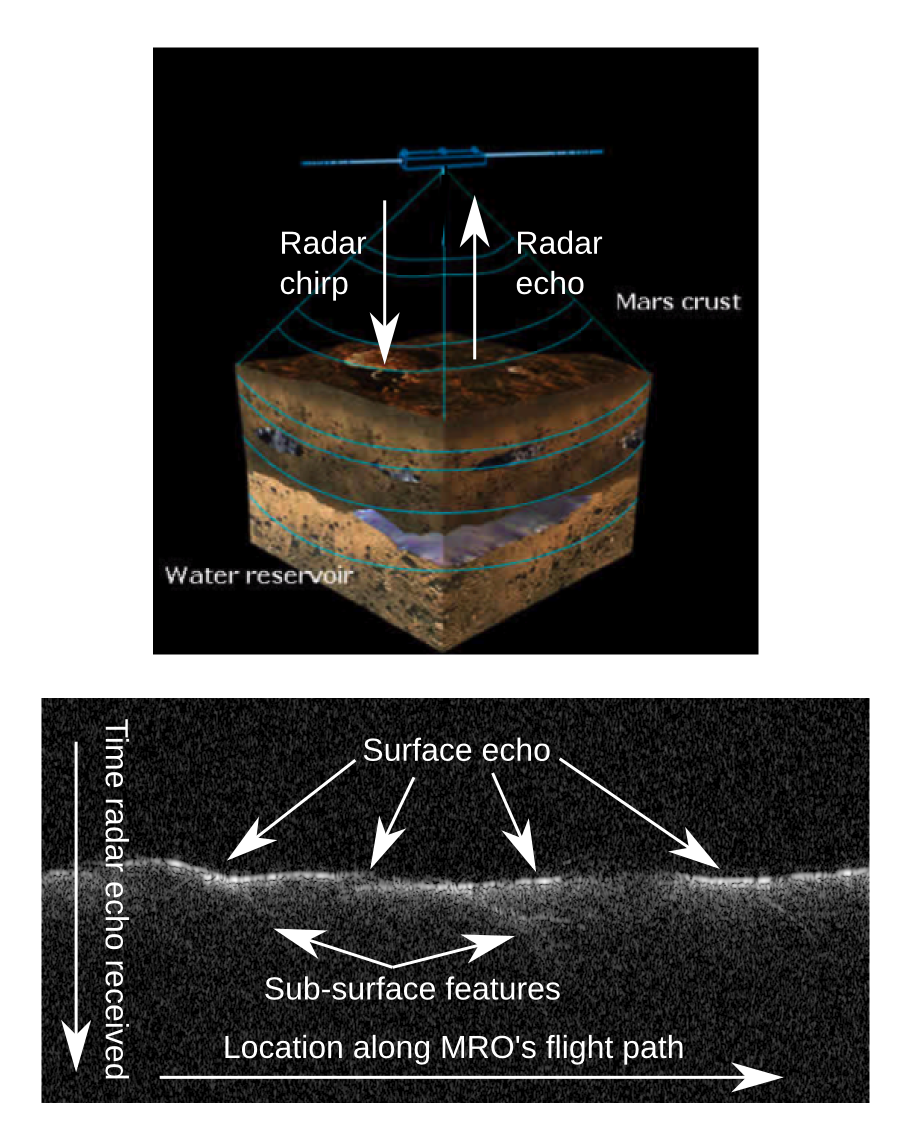 Radar
chirp
Radar
echo
Mars crust
Water reservoir
Time radar echo received
Surface echo
Sub-surface features
Location along MRO's flight path